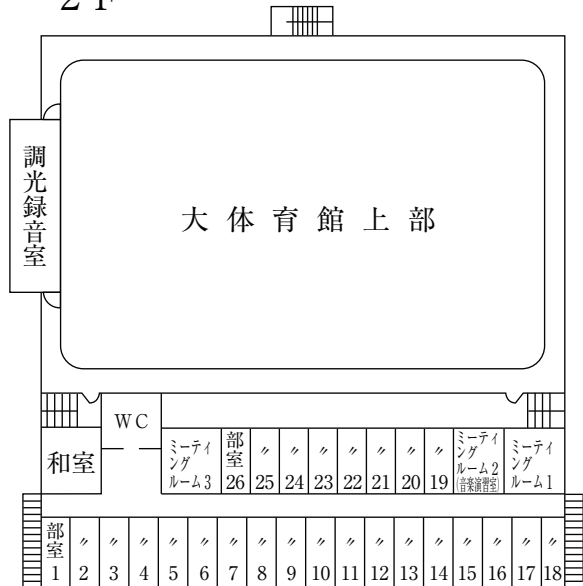 2F
調光録音室
大体育館上部
WC
和室
ミーティ
ング
ルーム3
部室
26
〃
25
〃
24
〃
23
〃
22
〃
21
〃
20
〃
19
ミーティ
ング
ルーム2
(音楽演習室)
ミーティ
ング
ルーム1
部室
1
〃
2
〃
3
〃
4
〃
5
〃
6
〃
7
〃
8
〃
9
〃
10
〃
11
〃
12
〃
13
〃
14
〃
15
〃
16
〃
17
〃
18